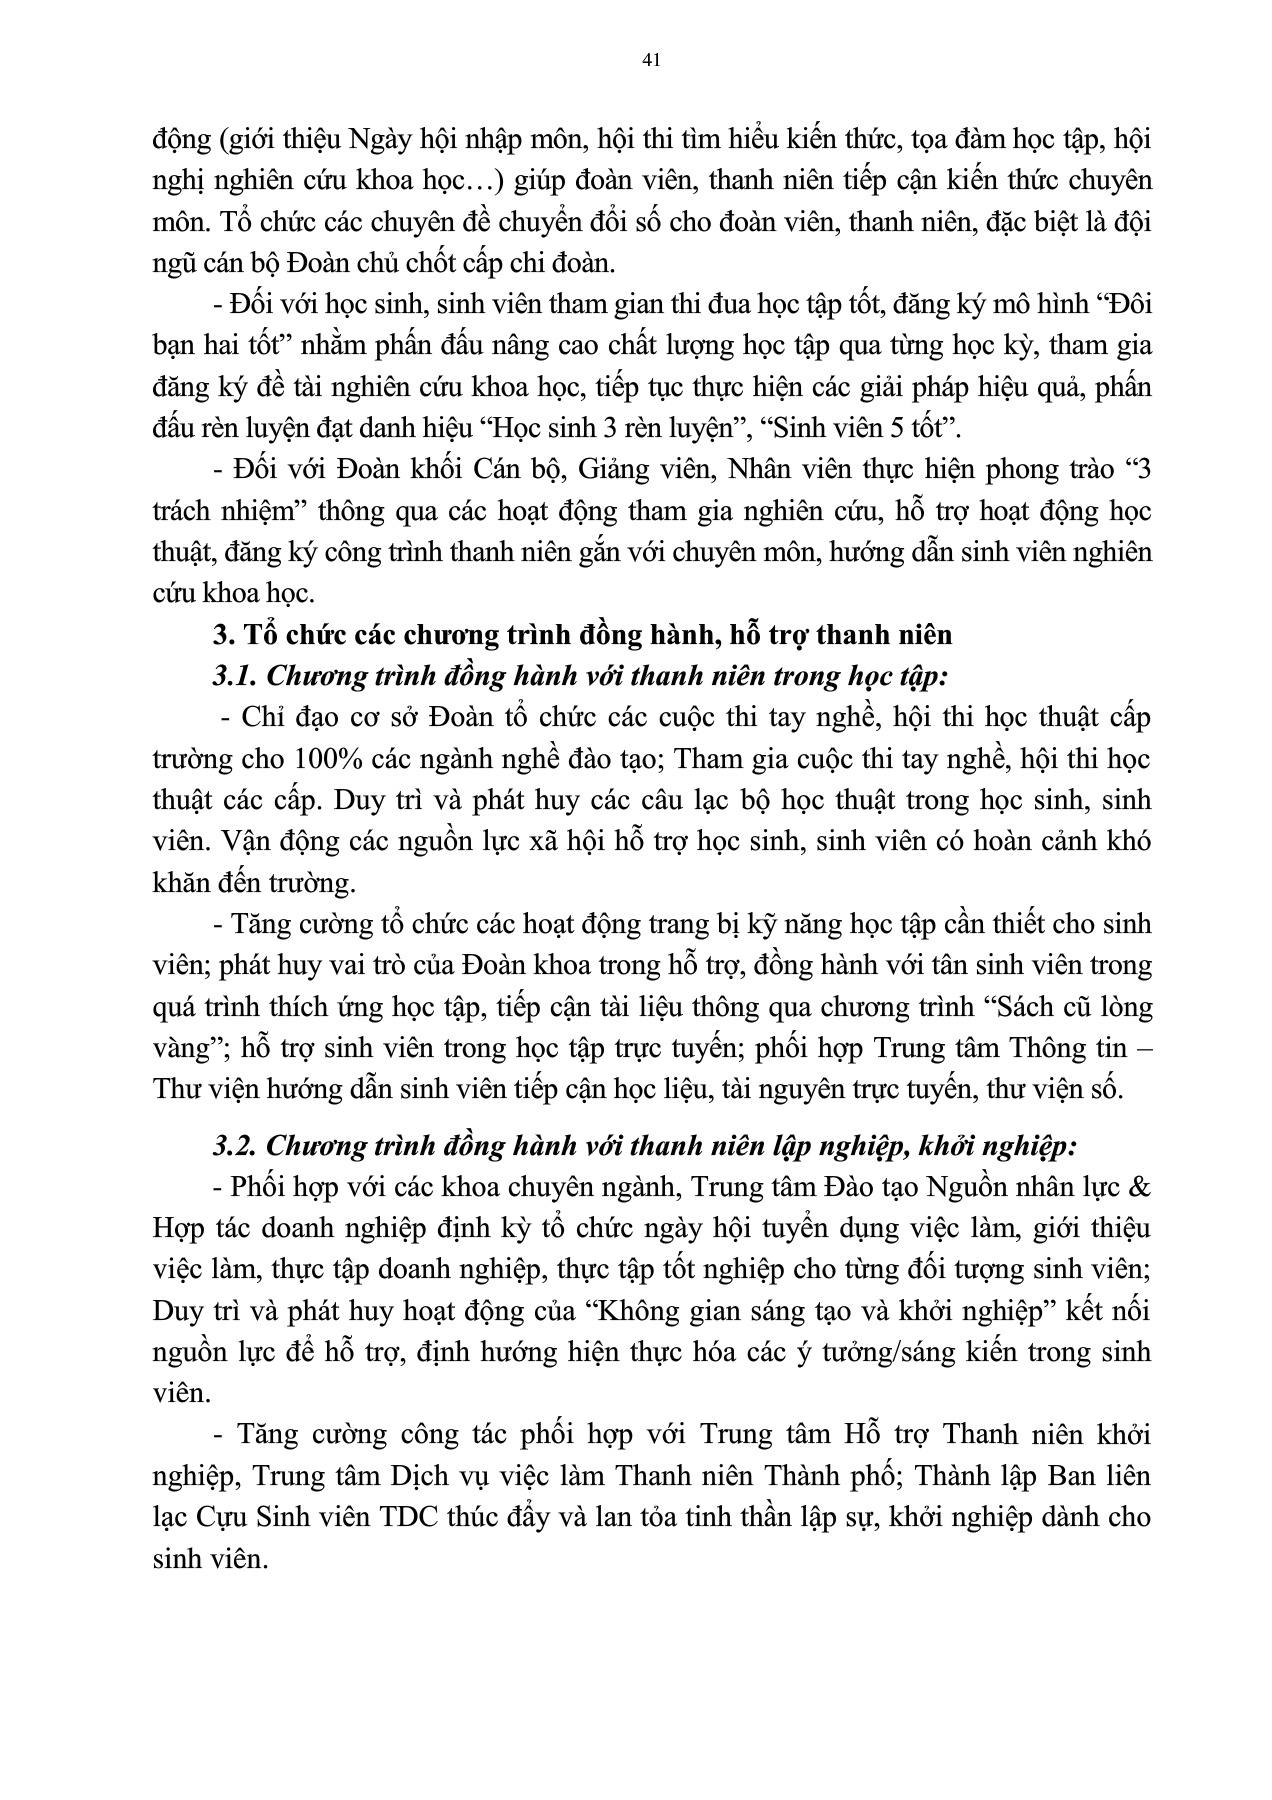 41
động (giới thiệu Ngày hội nhập môn, hội thi tìm hiểu kiến thức, tọa đàm học tập, hội
nghị nghiên cứu khoa học…) giúp đoàn viên, thanh niên tiếp cận kiến thức chuyên
môn. Tổ chức các chuyên đề chuyển đổi số cho đoàn viên, thanh niên, đặc biệt là đội
ngũ cán bộ Đoàn chủ chốt cấp chi đoàn.
- Đối với học sinh, sinh viên tham gian thi đua học tập tốt, đăng ký mô hình “Đôi
bạn hai tốt” nhằm phấn đấu nâng cao chất lượng học tập qua từng học kỳ, tham gia
đăng ký đề tài nghiên cứu khoa học, tiếp tục thực hiện các giải pháp hiệu quả, phấn
đấu rèn luyện đạt danh hiệu “Học sinh 3 rèn luyện”, “Sinh viên 5 tốt”.
- Đối với Đoàn khối Cán bộ, Giảng viên, Nhân viên thực hiện phong trào “3
trách nhiệm” thông qua các hoạt động tham gia nghiên cứu, hỗ trợ hoạt động học
thuật, đăng ký công trình thanh niên gắn với chuyên môn, hướng dẫn sinh viên nghiên
cứu khoa học.
3. Tổ chức các chương trình đồng hành, hỗ trợ thanh niên
3.1. Chương trình đồng hành với thanh niên trong học tập:
- Chỉ đạo cơ sở Đoàn tổ chức các cuộc thi tay nghề, hội thi học thuật cấp
trường cho 100% các ngành nghề đào tạo; Tham gia cuộc thi tay nghề, hội thi học
thuật các cấp. Duy trì và phát huy các câu lạc bộ học thuật trong học sinh, sinh
viên. Vận động các nguồn lực xã hội hỗ trợ học sinh, sinh viên có hoàn cảnh khó
khăn đến trường.
- Tăng cường tổ chức các hoạt động trang bị kỹ năng học tập cần thiết cho sinh
viên; phát huy vai trò của Đoàn khoa trong hỗ trợ, đồng hành với tân sinh viên trong
quá trình thích ứng học tập, tiếp cận tài liệu thông qua chương trình “Sách cũ lòng
vàng”; hỗ trợ sinh viên trong học tập trực tuyến; phối hợp Trung tâm Thông tin –
Thư viện hướng dẫn sinh viên tiếp cận học liệu, tài nguyên trực tuyến, thư viện số.
3.2. Chương trình đồng hành với thanh niên lập nghiệp, khởi nghiệp:
- Phối hợp với các khoa chuyên ngành, Trung tâm Đào tạo Nguồn nhân lực &
Hợp tác doanh nghiệp định kỳ tổ chức ngày hội tuyển dụng việc làm, giới thiệu
việc làm, thực tập doanh nghiệp, thực tập tốt nghiệp cho từng đối tượng sinh viên;
Duy trì và phát huy hoạt động của “Không gian sáng tạo và khởi nghiệp” kết nối
nguồn lực để hỗ trợ, định hướng hiện thực hóa các ý tưởng/sáng kiến trong sinh
viên.
- Tăng cường công tác phối hợp với Trung tâm Hỗ trợ Thanh niên khởi
nghiệp, Trung tâm Dịch vụ việc làm Thanh niên Thành phố; Thành lập Ban liên
lạc Cựu Sinh viên TDC thúc đẩy và lan tỏa tinh thần lập sự, khởi nghiệp dành cho
sinh viên.